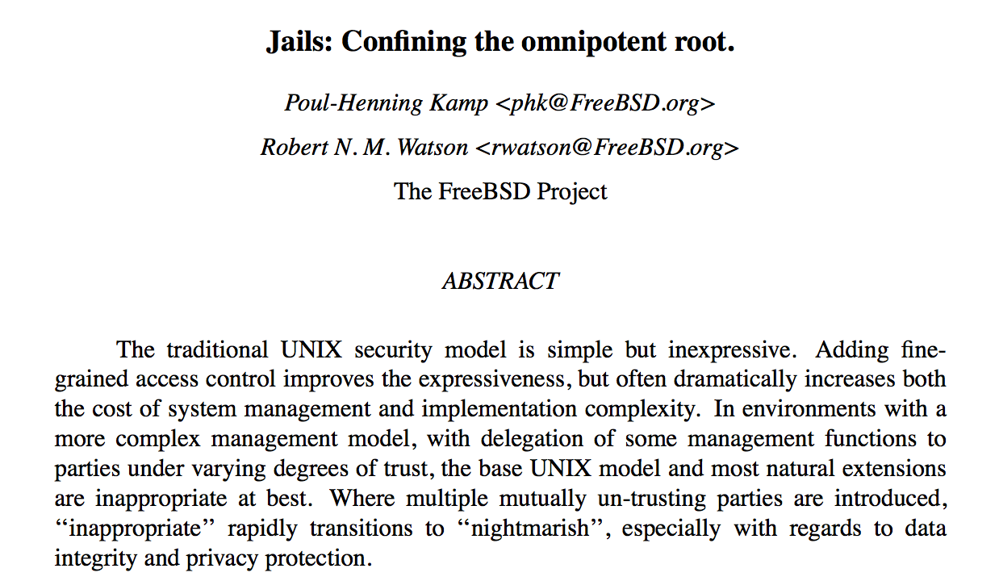 Jails: Confining the omnipotent root.
Poul-Henning Kamp <phk@FreeBSD.org>
Robert N. M. Watson <rwatson@FreeBSD.org>
The FreeBSD Project
ABSTRACT
The traditional UNIX security model is simple but inexpressive. Adding fine-
grained access control improves the expressiveness, but often dramatically increases both
the cost of system management and implementation complexity. In environments with a
more complex management model, with delegation of some management functions to
parties under varying degrees of trust, the base UNIX model and most natural extensions
are inappropriate at best. Where multiple mutually un-trusting parties are introduced,
‘‘inappropriate’’ rapidly transitions to ‘‘nightmarish’’, especially with regards to data
integrity and privacy protection.